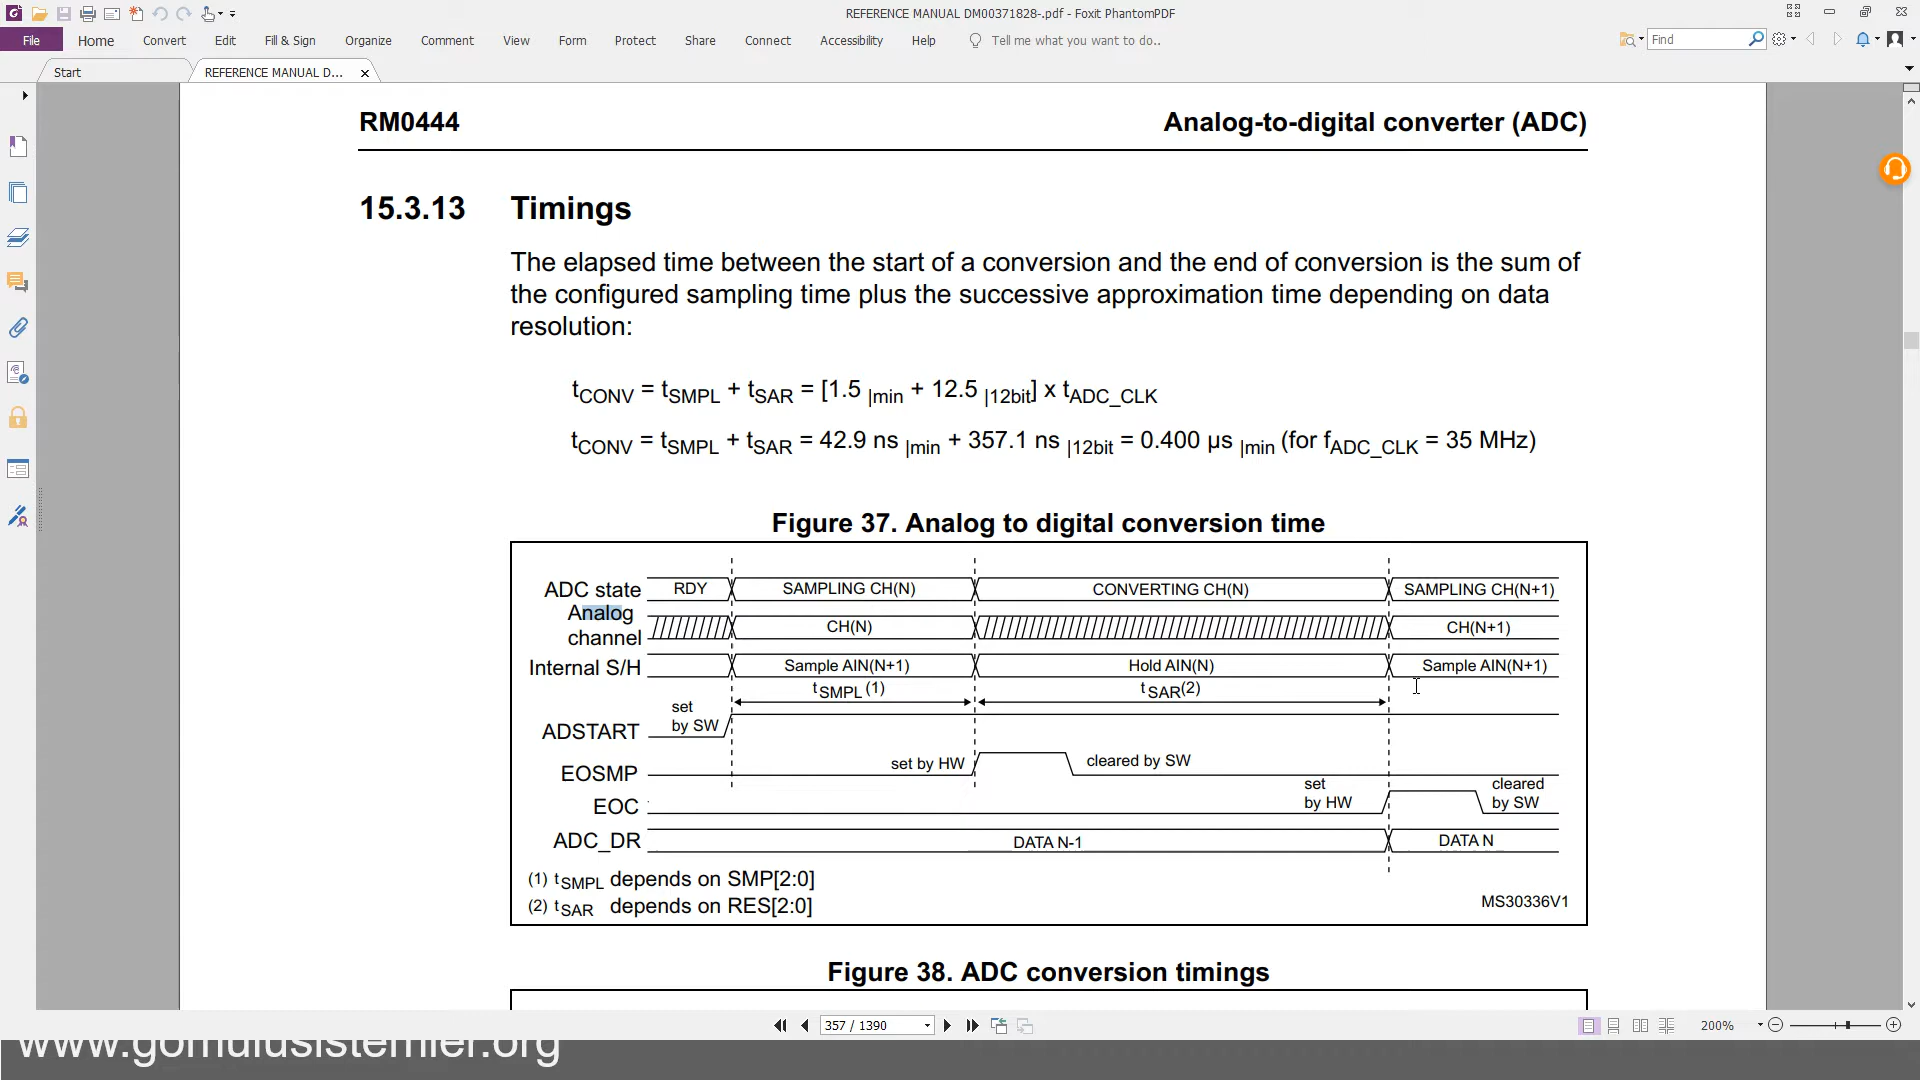 REFERENCE MANUAL DM00371828-.pdf - Foxit PhantomPDF
File Home Convert Edit Fill & Sign Organize Comment View Form Protect Share Connect Accessibility Help Tell me what you want to do.. Find
Start REFERENCE MANUAL D...
RM0444 Analog-to-digital converter (ADC)
15.3.13 Timings
The elapsed time between the start of a conversion and the end of conversion is the sum of
the configured sampling time plus the successive approximation time depending on data
resolution:
tCONV = tSMPL + tSAR = [1.5 |min + 12.5 |12bit] x tADC_CLK
tCONV = tSMPL + tSAR = 42.9 ns |min + 357.1 ns |12bit = 0.400 µs |min (for fADC_CLK = 35 MHz)
Figure 37. Analog to digital conversion time
ADC state RDY SAMPLING CH(N) CONVERTING CH(N) SAMPLING CH(N+1)
Analog
channel CH(N) CH(N+1)
Internal S/H Sample AIN(N+1) Hold AIN(N) Sample AIN(N+1)
tSMPL (1) tSAR(2)
set
by SW
ADSTART
EOSMP set by HW cleared by SW
set
by HW
cleared
by SW
EOC
ADC_DR DATA N-1 DATA N
(1) tSMPL depends on SMP[2:0]
(2) tSAR depends on RES[2:0]
MS30336V1
Figure 38. ADC conversion timings
357 / 1390 200%
www.gomulusistemler.org